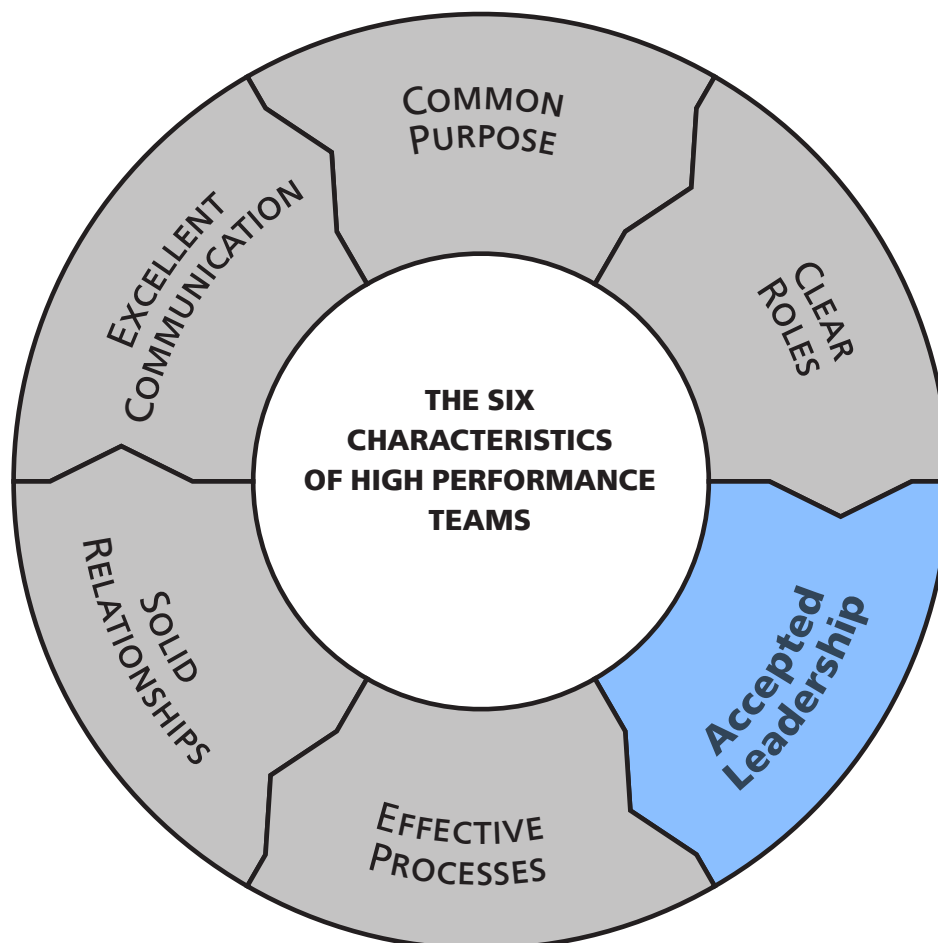 COMMON
PURPOSE
CLEAR
ROLES
Accepted
Leadership
EFFECTIVE
PROCESSES
SOLID
RELATIONSHIPS
EXCELLENT
COMMUNICATION
THE SIX
CHARACTERISTICS
OF HIGH PERFORMANCE
TEAMS